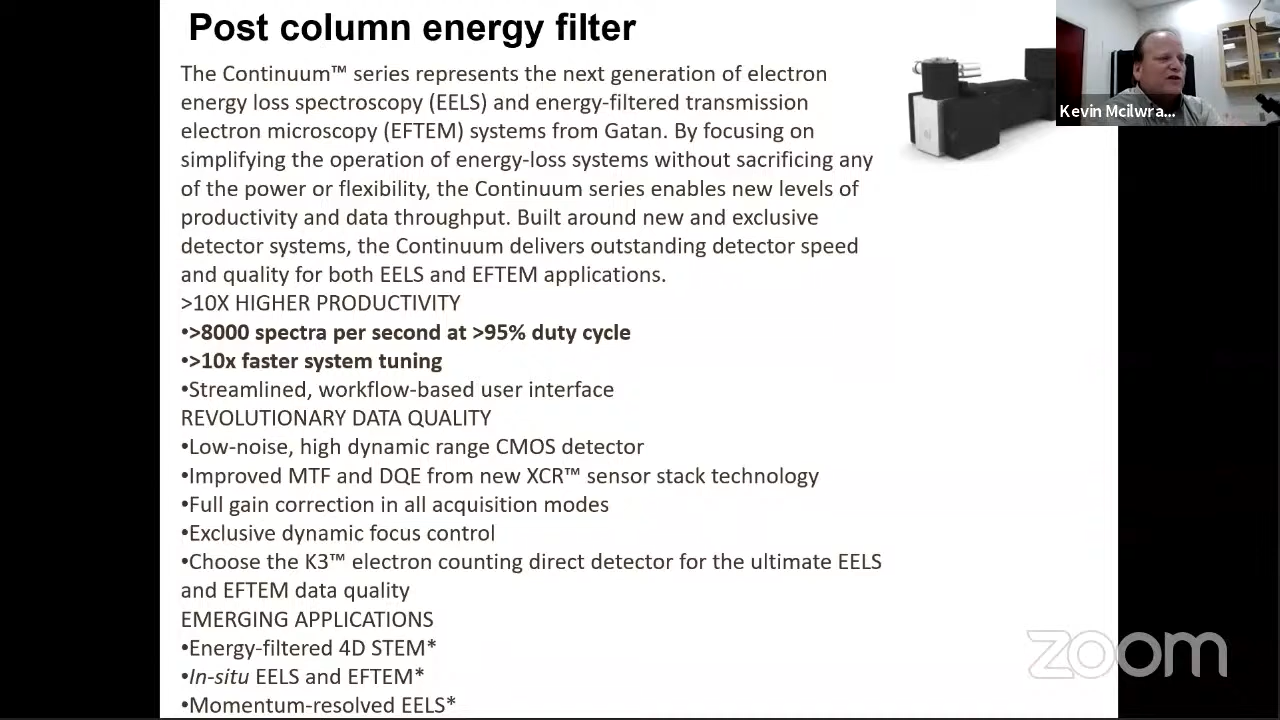 Post column energy filter
The Continuum™ series represents the next generation of electron
energy loss spectroscopy (EELS) and energy-filtered transmission
electron microscopy (EFTEM) systems from Gatan. By focusing on
simplifying the operation of energy-loss systems without sacrificing any
of the power or flexibility, the Continuum series enables new levels of
productivity and data throughput. Built around new and exclusive
detector systems, the Continuum delivers outstanding detector speed
and quality for both EELS and EFTEM applications.
>10X HIGHER PRODUCTIVITY
•>8000 spectra per second at >95% duty cycle
•>10x faster system tuning
•Streamlined, workflow-based user interface
REVOLUTIONARY DATA QUALITY
•Low-noise, high dynamic range CMOS detector
•Improved MTF and DQE from new XCR™ sensor stack technology
•Full gain correction in all acquisition modes
•Exclusive dynamic focus control
•Choose the K3™ electron counting direct detector for the ultimate EELS
and EFTEM data quality
EMERGING APPLICATIONS
•Energy-filtered 4D STEM*
•In-situ EELS and EFTEM*
•Momentum-resolved EELS*
Kevin Mcilwra...
zoom